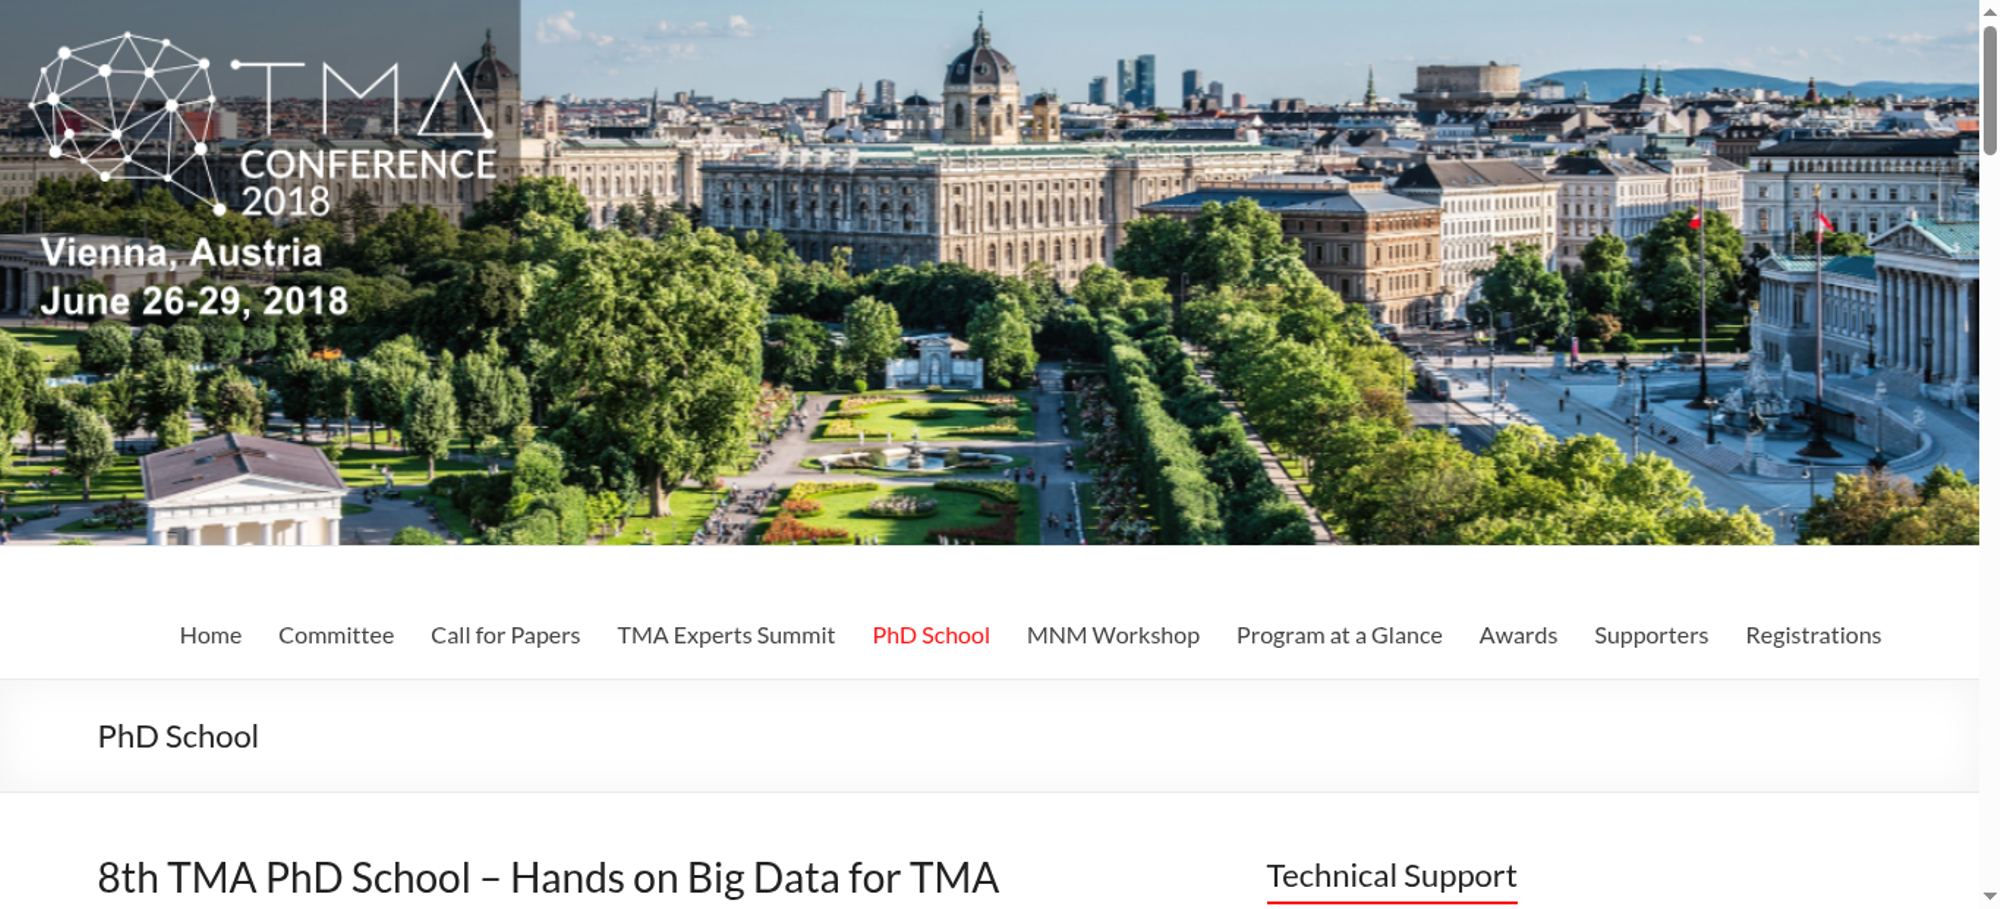 TMA
CONFERENCE
2018
Vienna, Austria
June 26-29, 2018
Home Committee Call for Papers TMA Experts Summit PhD School MNM Workshop Program at a Glance Awards Supporters Registrations
PhD School
8th TMA PhD School – Hands on Big Data for TMA
Technical Support